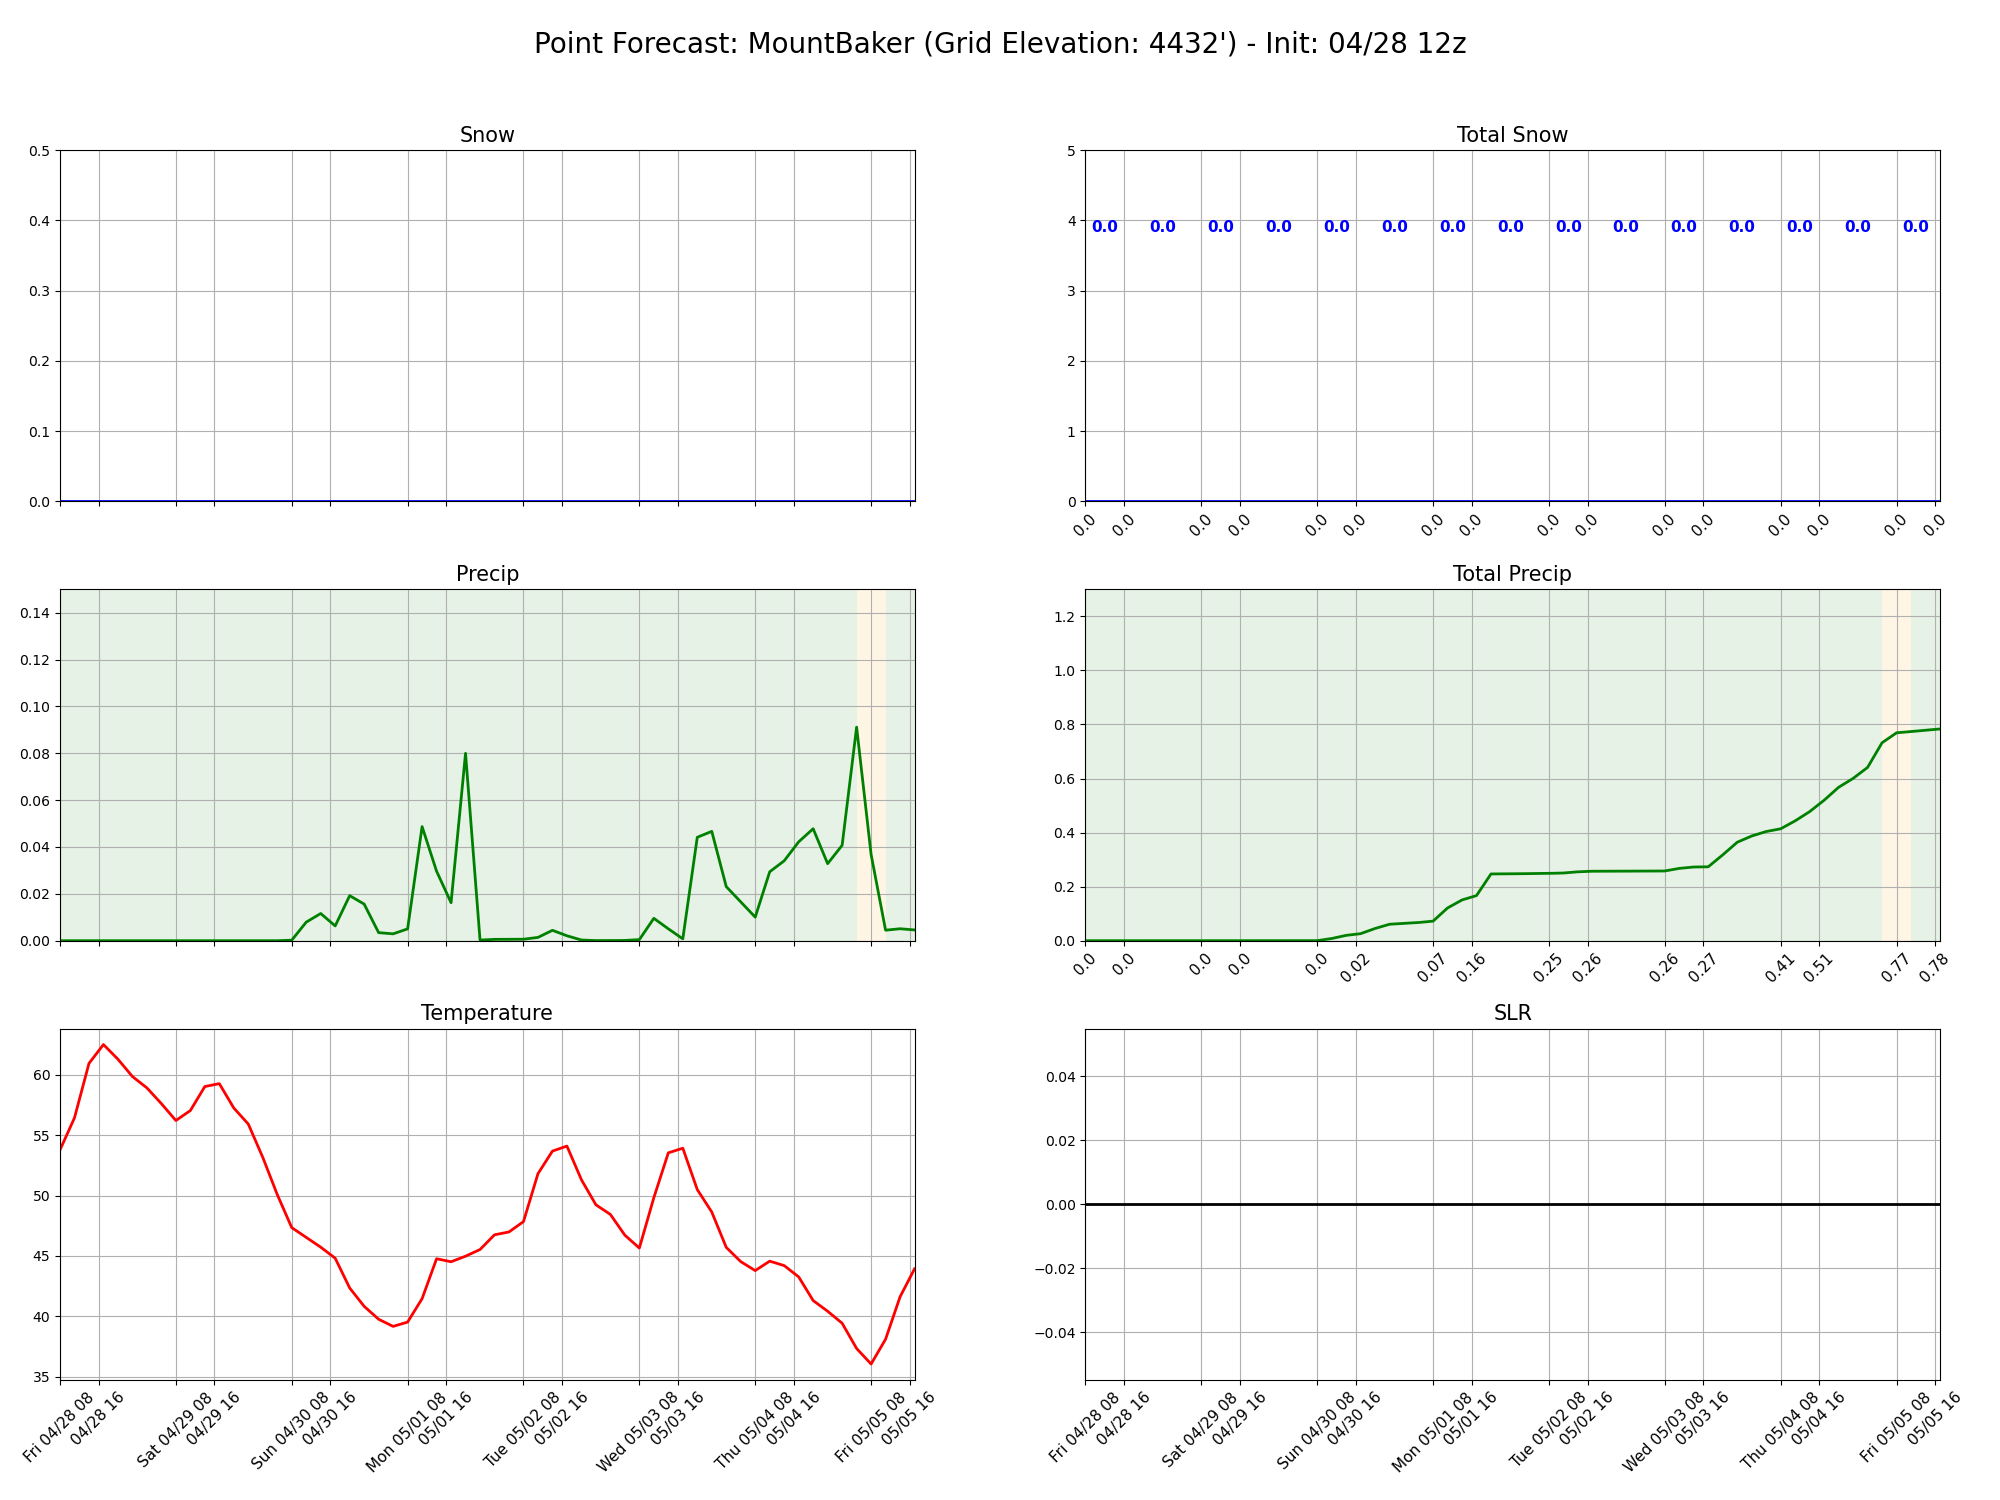 Point Forecast: MountBaker (Grid Elevation: 4432') - Init: 04/28 12z
Snow
0.5
0.4
0.3
0.2
0.1
0.0
Total Snow
5
4
3
2
1
0
0.0 0.0 0.0 0.0 0.0 0.0 0.0 0.0 0.0 0.0 0.0 0.0 0.0 0.0 0.0
0.0 0.0 0.0 0.0 0.0 0.0 0.0 0.0 0.0 0.0 0.0 0.0 0.0 0.0 0.0 0.0
Precip
0.14
0.12
0.10
0.08
0.06
0.04
0.02
0.00
Total Precip
1.2
1.0
0.8
0.6
0.4
0.2
0.0
0.0 0.0 0.0 0.0 0.0 0.02 0.07 0.16 0.25 0.26 0.26 0.27 0.41 0.51 0.77 0.78
Temperature
60
55
50
45
40
35
Fri 04/28 08
04/28 16
Sat 04/29 08
04/29 16
Sun 04/30 08
04/30 16
Mon 05/01 08
05/01 16
Tue 05/02 08
05/02 16
Wed 05/03 08
05/03 16
Thu 05/04 08
05/04 16
Fri 05/05 08
05/05 16
SLR
0.04
0.02
0.00
−0.02
−0.04
Fri 04/28 08
04/28 16
Sat 04/29 08
04/29 16
Sun 04/30 08
04/30 16
Mon 05/01 08
05/01 16
Tue 05/02 08
05/02 16
Wed 05/03 08
05/03 16
Thu 05/04 08
05/04 16
Fri 05/05 08
05/05 16